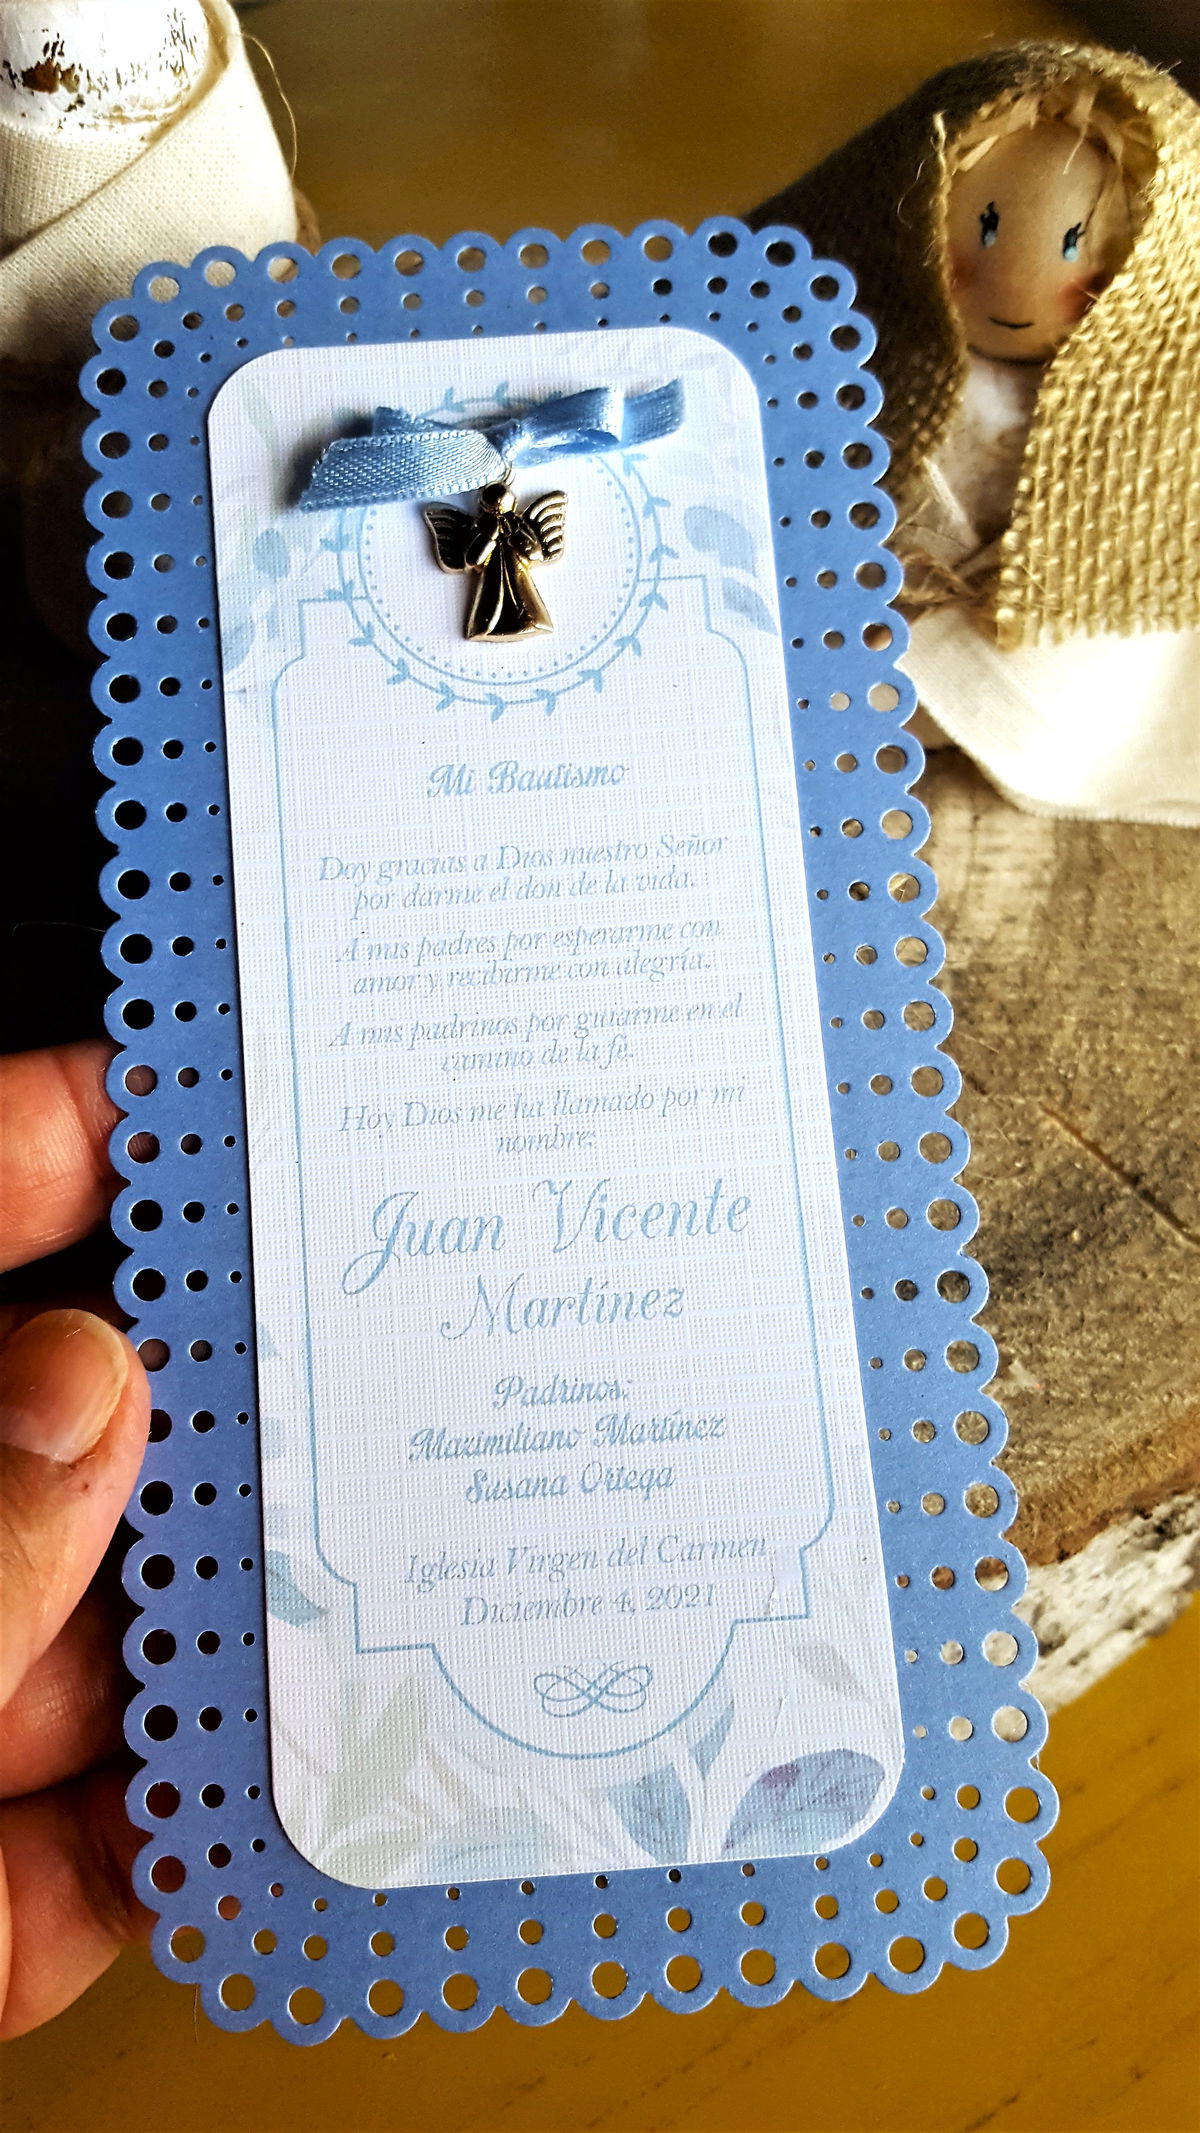 Mi Bautismo
Doy gracias a Dios nuestro Señor
por darme el don de la vida.
A mis padres por esperarme con
amor y recibirme con alegría.
A mis padrinos por guiarme en el
camino de la fé.
Hoy Dios me ha llamado por mi
nombre:
Juan Vicente
Martínez
Padrinos:
Maximiliano Martínez
Susana Ortega
Iglesia Virgen del Carmen
Diciembre 4, 2021